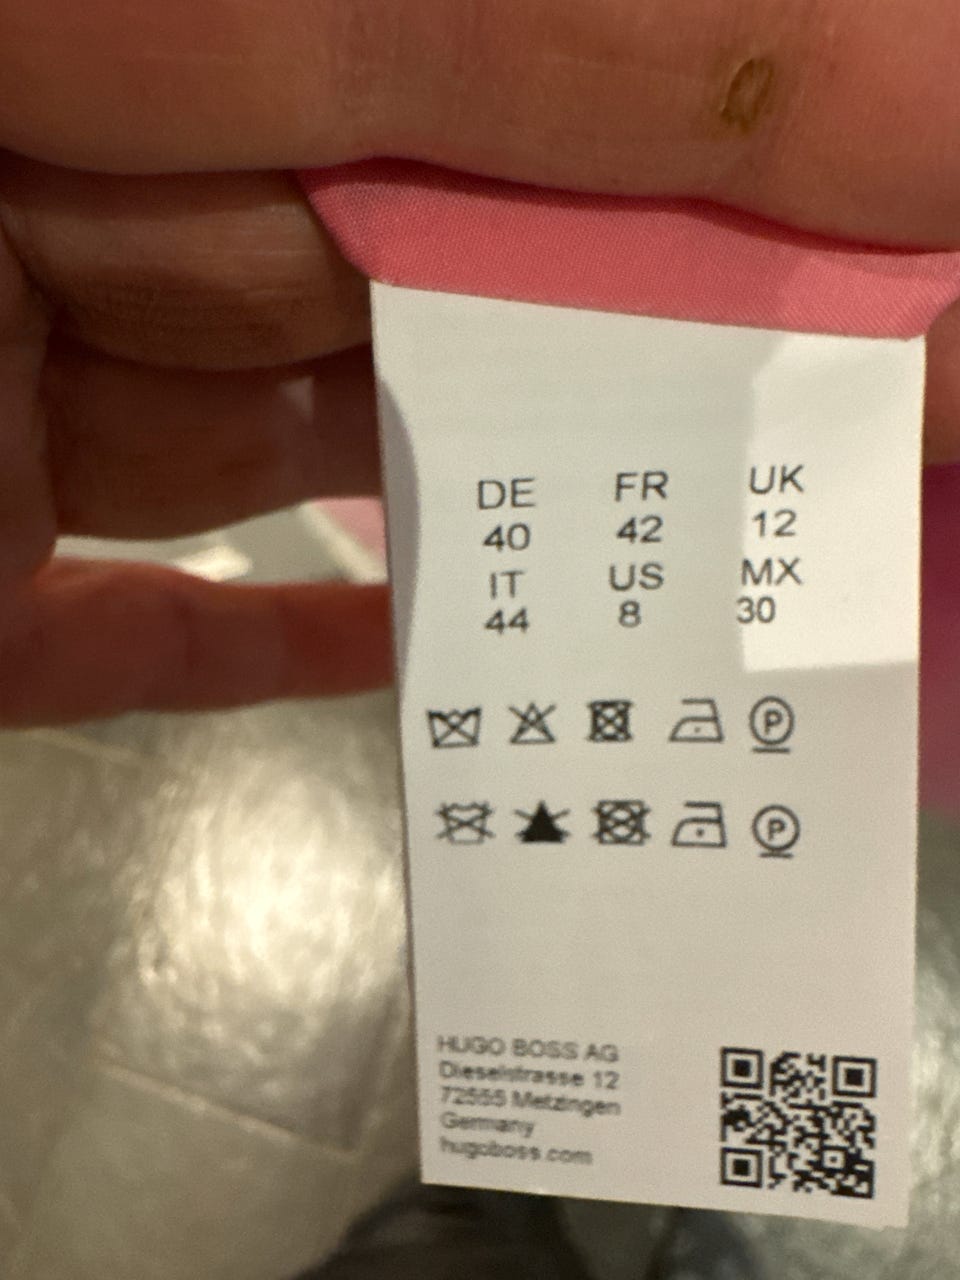 DE FR UK
40 42 12
IT US MX
44 8 30
P
P
HUGO BOSS AG
Dieselstrasse 12
72555 Metzingen
Germany
hugoboss.com